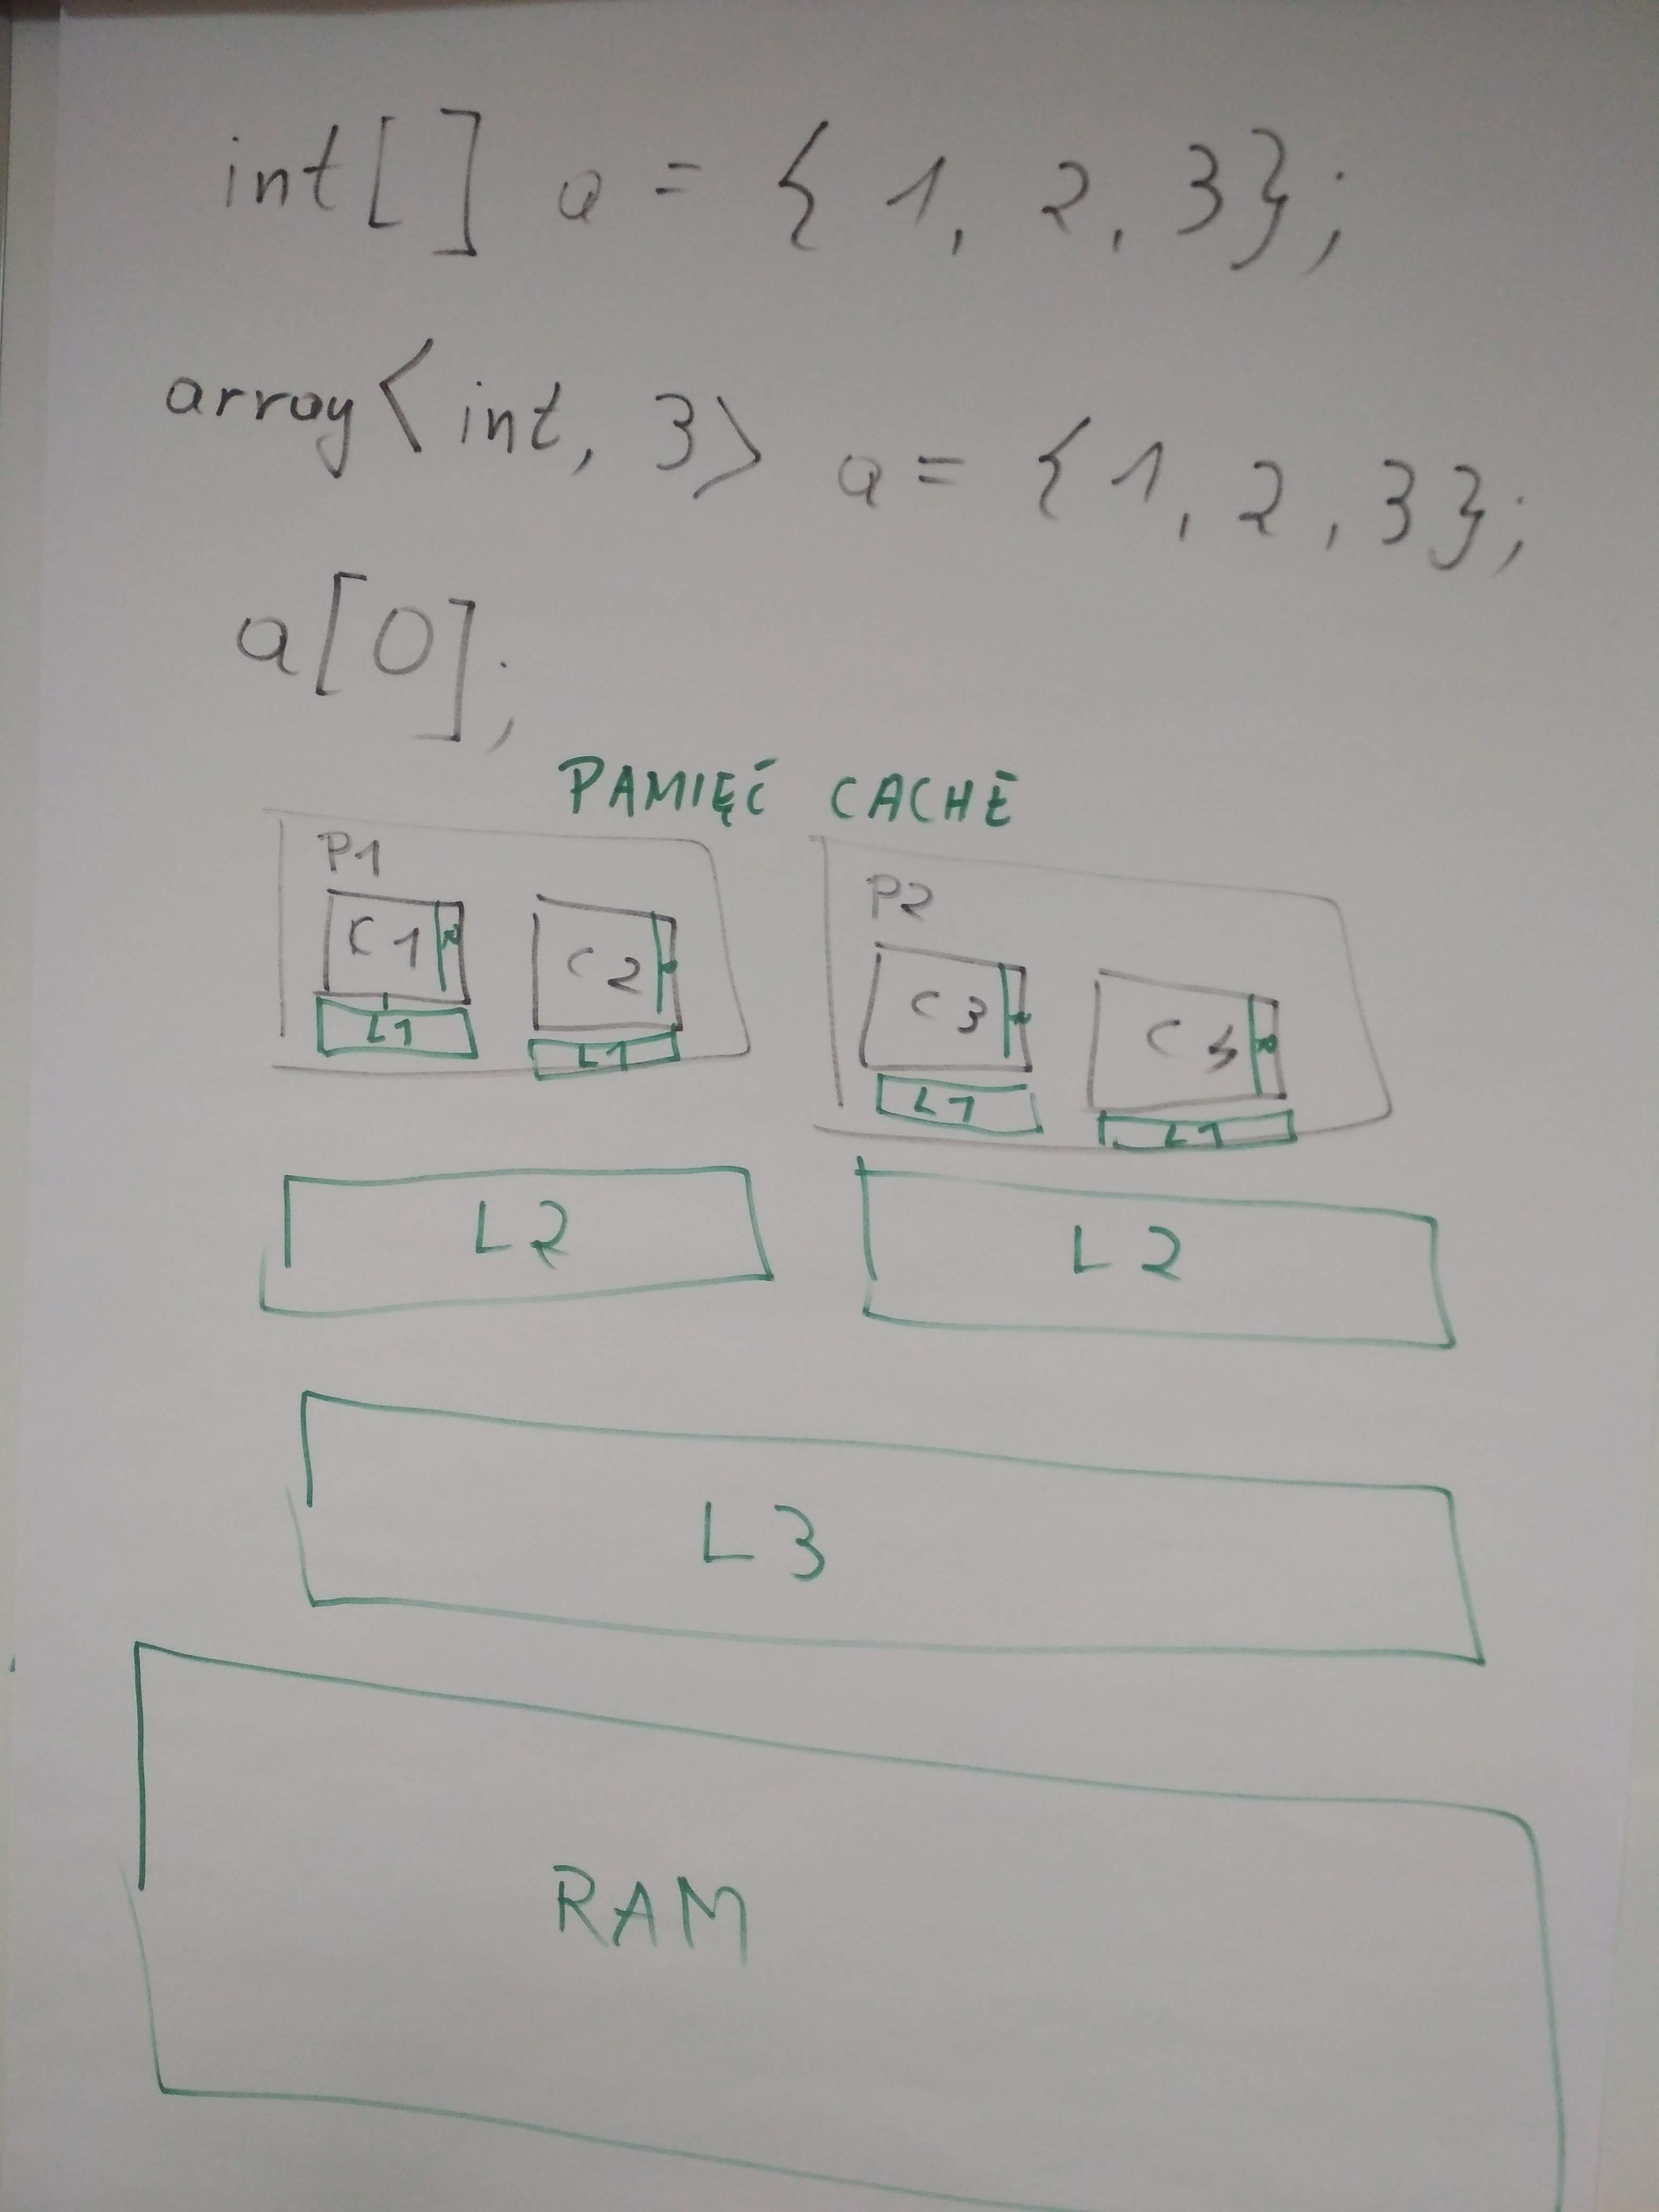 int[] a = { 1, 2, 3};
array<int, 3> a = { 1, 2, 3};
a[0];
PAMIĘĆ CACHE
P1
C1 C2
L1 L1
P2
C3
L1 L1
L2 L2
L3
RAM